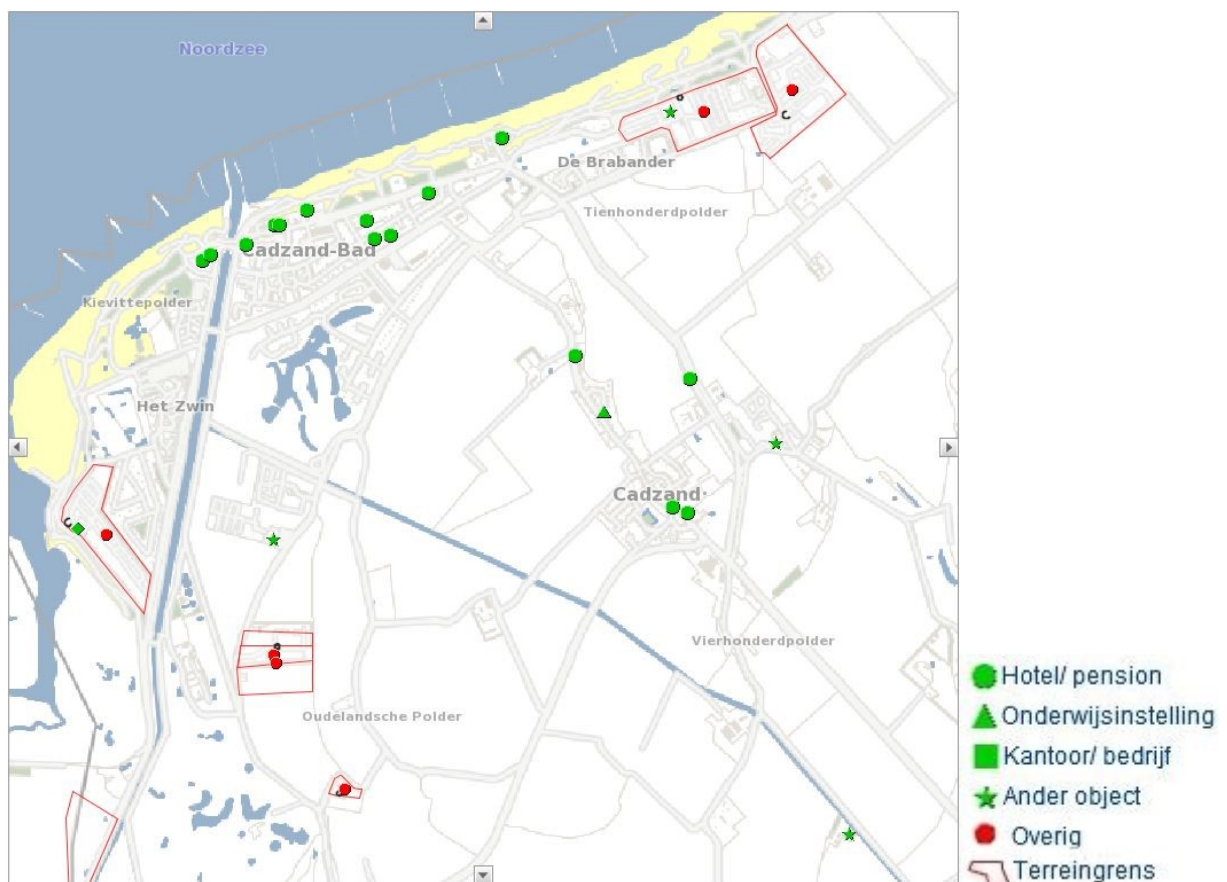 Noordzee
De Brabander
Tienhonderdpolder
Cadzand-Bad
Kievittepolder
Het Zwin
Cadzand
Vierhonderdpolder
Oudelandsche Polder
Hotel/ pension
Onderwijsinstelling
Kantoor/ bedrijf
Ander object
Overig
Terreingrens